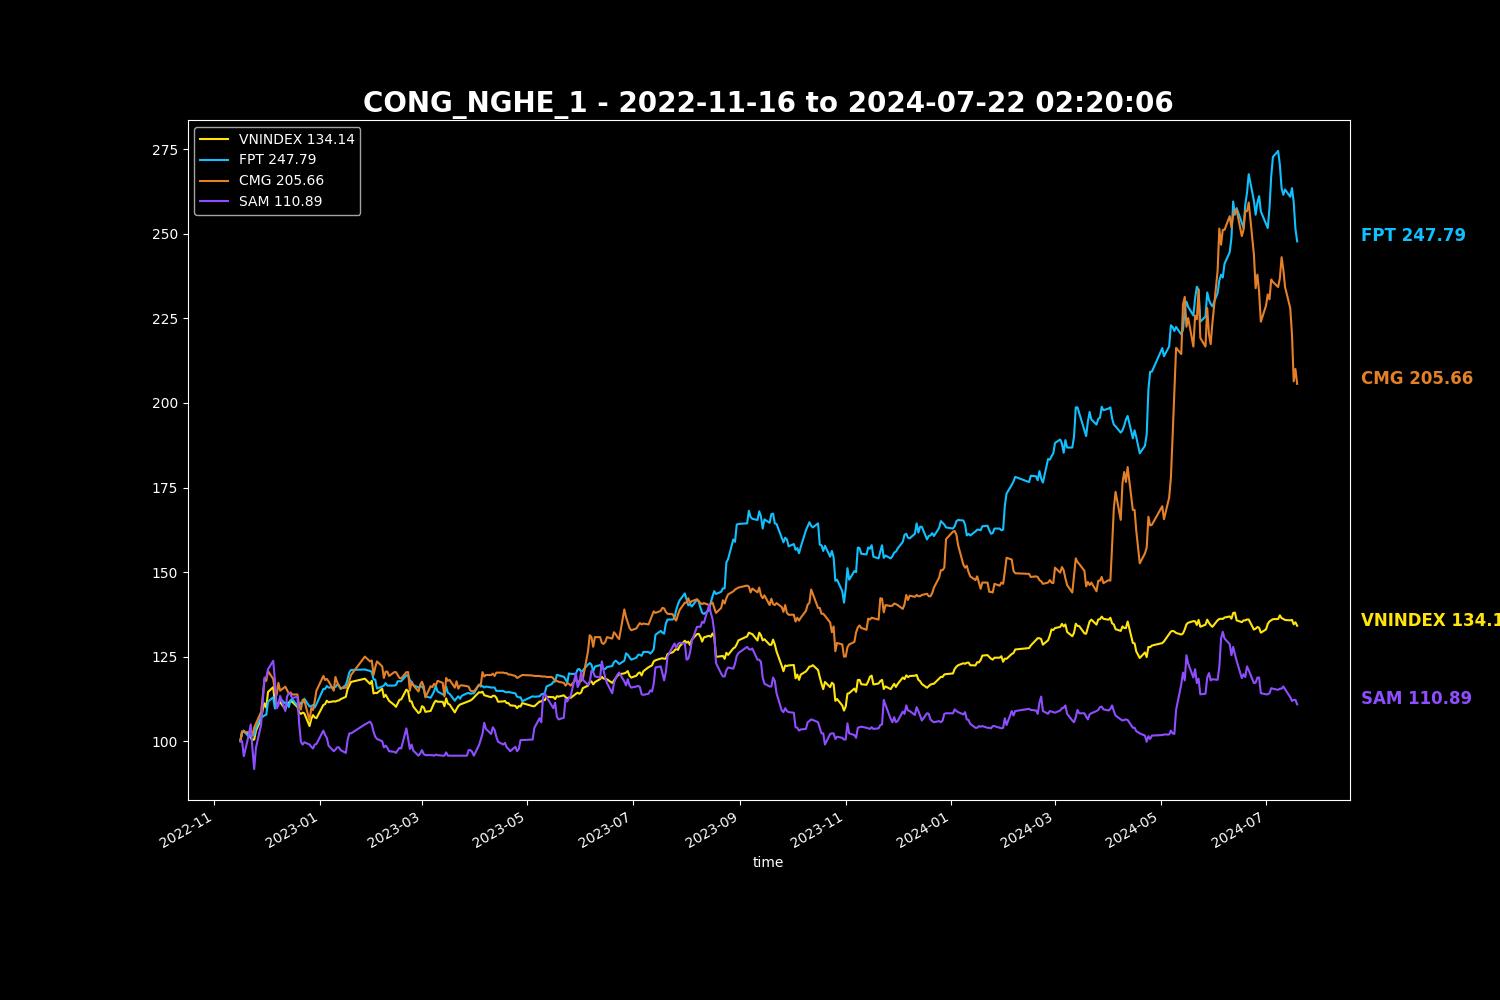 CONG_NGHE_1 - 2022-11-16 to 2024-07-22 02:20:06
VNINDEX 134.14
FPT 247.79
CMG 205.66
SAM 110.89
275
250
225
200
175
150
125
100
FPT 247.79
CMG 205.66
VNINDEX 134.1
SAM 110.89
2022-11
2023-01
2023-03
2023-05
2023-07
2023-09
2023-11
2024-01
2024-03
2024-05
2024-07
time